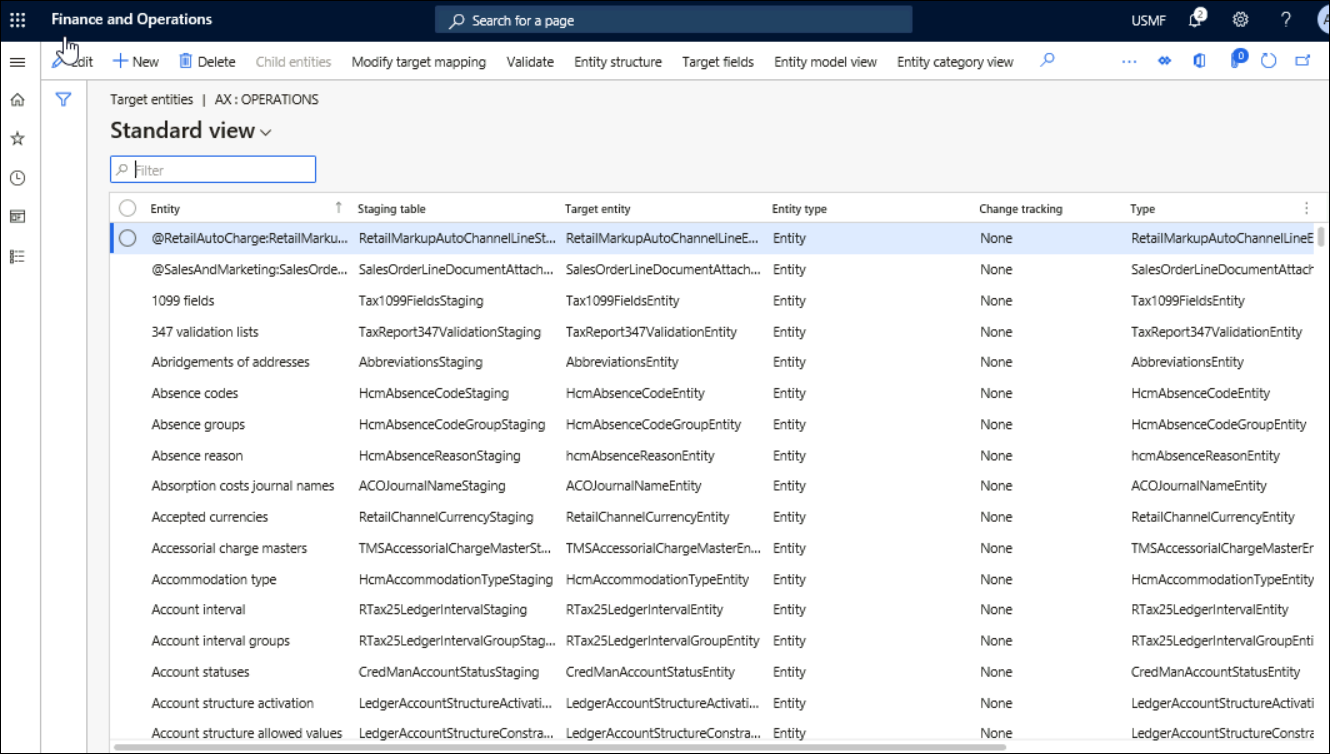 Finance and Operations Search for a page USMF 2 ? A
Edit New Delete Child entities Modify target mapping Validate Entity structure Target fields Entity model view Entity category view ... 0
Target entities | AX : OPERATIONS
Standard view
Filter
Entity Staging table Target entity Entity type Change tracking Type
@RetailAutoCharge:RetailMarku... RetailMarkupAutoChannelLineSt... RetailMarkupAutoChannelLineE... Entity None RetailMarkupAutoChannelLineE
@SalesAndMarketing:SalesOrde... SalesOrderLineDocumentAttach... SalesOrderLineDocumentAttach... Entity None SalesOrderLineDocumentAttach
1099 fields Tax1099FieldsStaging Tax1099FieldsEntity Entity None Tax1099FieldsEntity
347 validation lists TaxReport347ValidationStaging TaxReport347ValidationEntity Entity None TaxReport347ValidationEntity
Abridgements of addresses AbbreviationsStaging AbbreviationsEntity Entity None AbbreviationsEntity
Absence codes HcmAbsenceCodeStaging HcmAbsenceCodeEntity Entity None HcmAbsenceCodeEntity
Absence groups HcmAbsenceCodeGroupStaging HcmAbsenceCodeGroupEntity Entity None HcmAbsenceCodeGroupEntity
Absence reason HcmAbsenceReasonStaging hcmAbsenceReasonEntity Entity None hcmAbsenceReasonEntity
Absorption costs journal names ACOJournalNameStaging ACOJournalNameEntity Entity None ACOJournalNameEntity
Accepted currencies RetailChannelCurrencyStaging RetailChannelCurrencyEntity Entity None RetailChannelCurrencyEntity
Accessorial charge masters TMSAccessorialChargeMasterSt... TMSAccessorialChargeMasterEn... Entity None TMSAccessorialChargeMasterEr
Accommodation type HcmAccommodationTypeStaging HcmAccommodationTypeEntity Entity None HcmAccommodationTypeEntity
Account interval RTax25LedgerIntervalStaging RTax25LedgerIntervalEntity Entity None RTax25LedgerIntervalEntity
Account interval groups RTax25LedgerIntervalGroupStag... RTax25LedgerIntervalGroupEntity Entity None RTax25LedgerIntervalGroupEnti
Account statuses CredManAccountStatusStaging CredManAccountStatusEntity Entity None CredManAccountStatusEntity
Account structure activation LedgerAccountStructureActivati... LedgerAccountStructureActivati... Entity None LedgerAccountStructureActivati
Account structure allowed values LedgerAccountStructureConstra... LedgerAccountStructureConstra... Entity None LedgerAccountStructureConstra